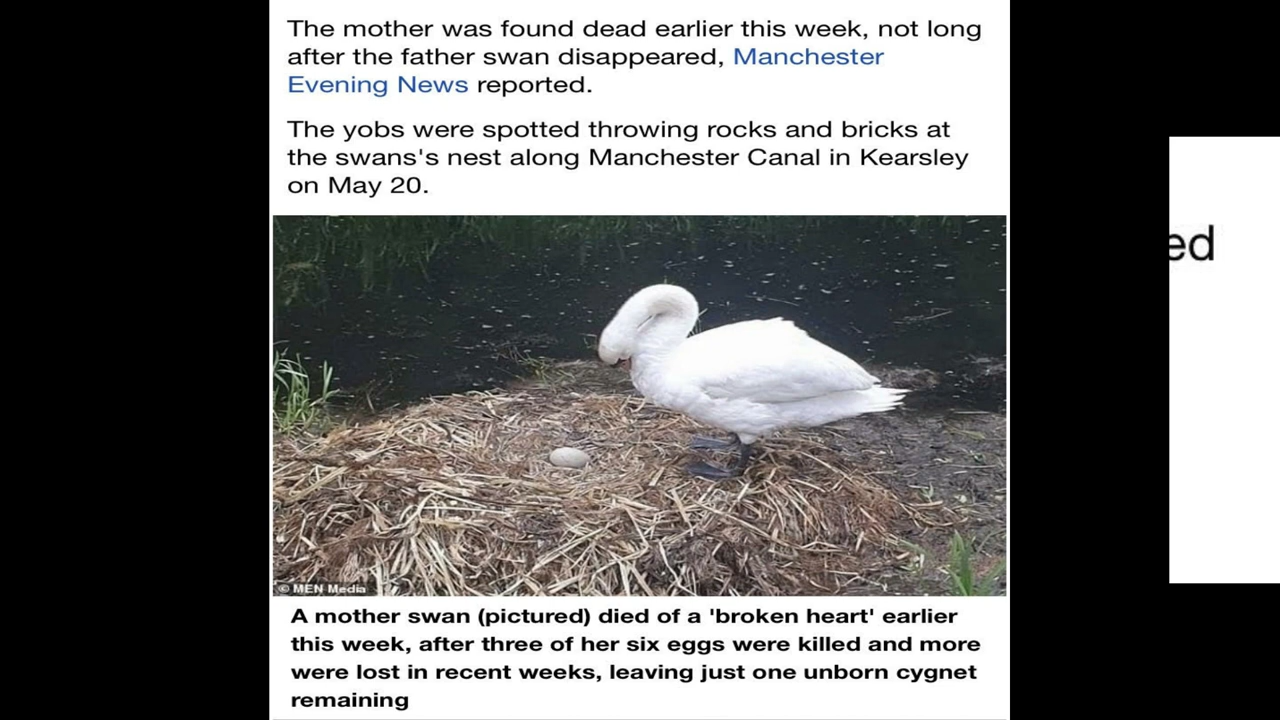 The mother was found dead earlier this week, not long
after the father swan disappeared, Manchester
Evening News reported.
The yobs were spotted throwing rocks and bricks at
the swans's nest along Manchester Canal in Kearsley
on May 20.
© MEN Media
A mother swan (pictured) died of a 'broken heart' earlier
this week, after three of her six eggs were killed and more
were lost in recent weeks, leaving just one unborn cygnet
remaining
ed